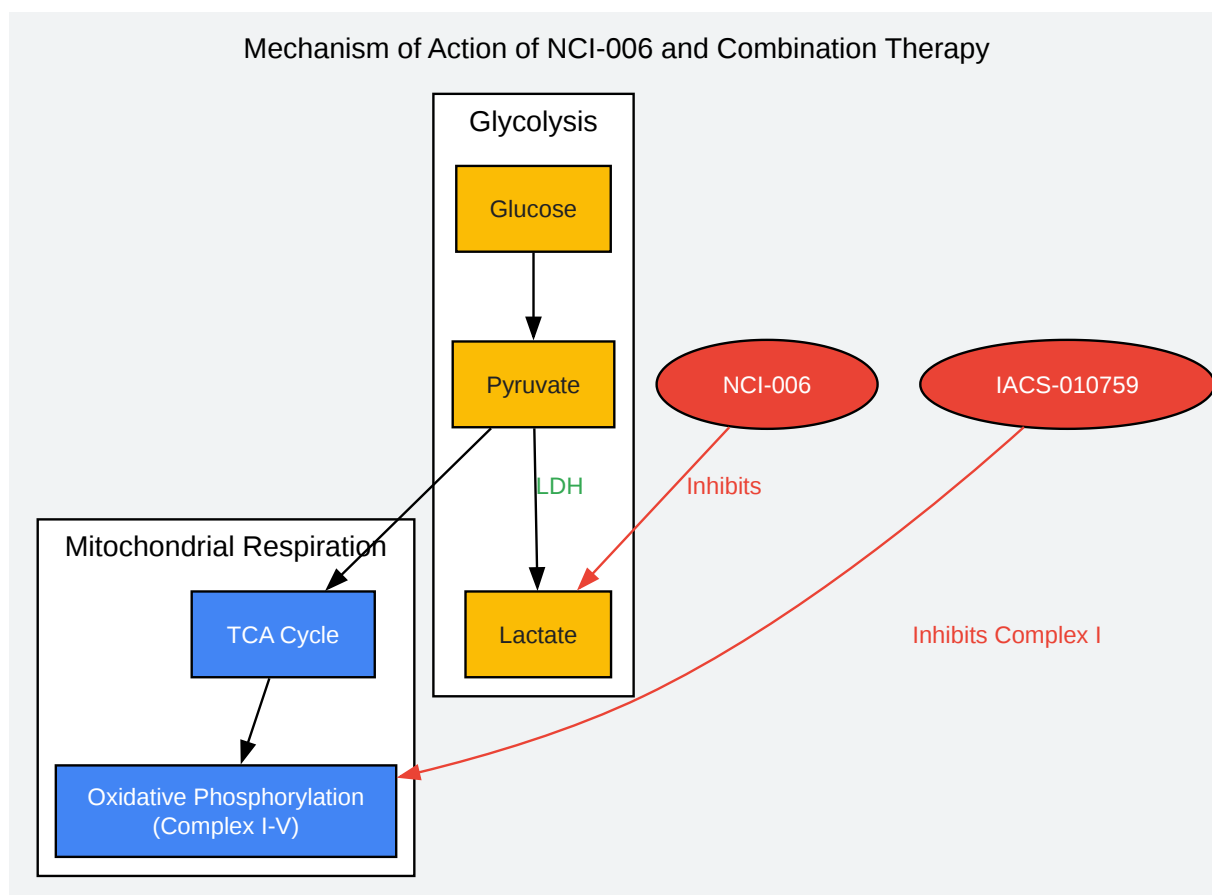 Mechanism of Action of NCI-006 and Combination Therapy
Glycolysis
Glucose
Pyruvate
NCI-006
IACS-010759
LDH
Inhibits
Mitochondrial Respiration
TCA Cycle
Lactate
Inhibits Complex I
Oxidative Phosphorylation
(Complex I-V)